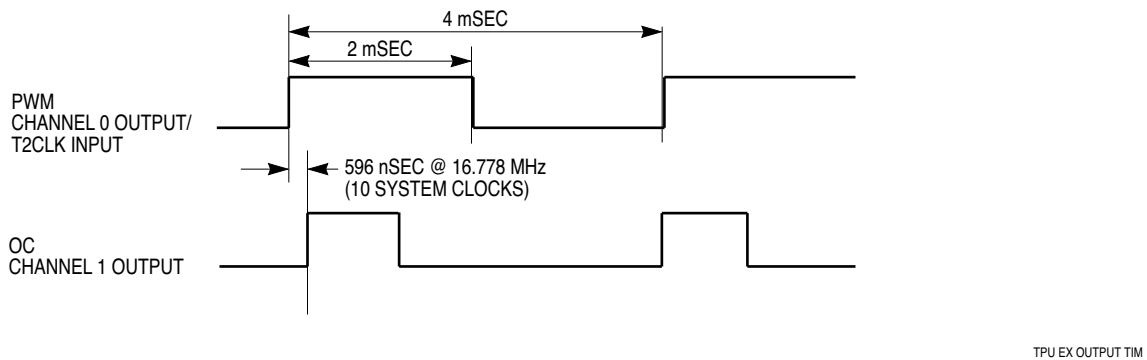 4 mSEC
2 mSEC
PWM
CHANNEL 0 OUTPUT/
T2CLK INPUT
596 nSEC @ 16.778 MHz
(10 SYSTEM CLOCKS)
OC
CHANNEL 1 OUTPUT
TPU EX OUTPUT TIM